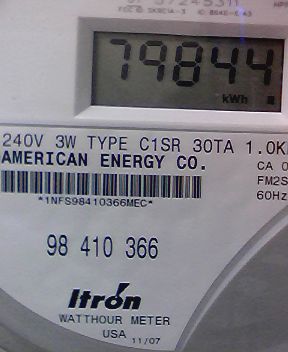 79844
kWh
240V 3W TYPE C1SR 30TA 1.0K
AMERICAN ENERGY CO.
CA 0
FM2S
60Hz
*1NFS98410366MEC*
98 410 366
Itron
WATTHOUR METER
USA 11/07